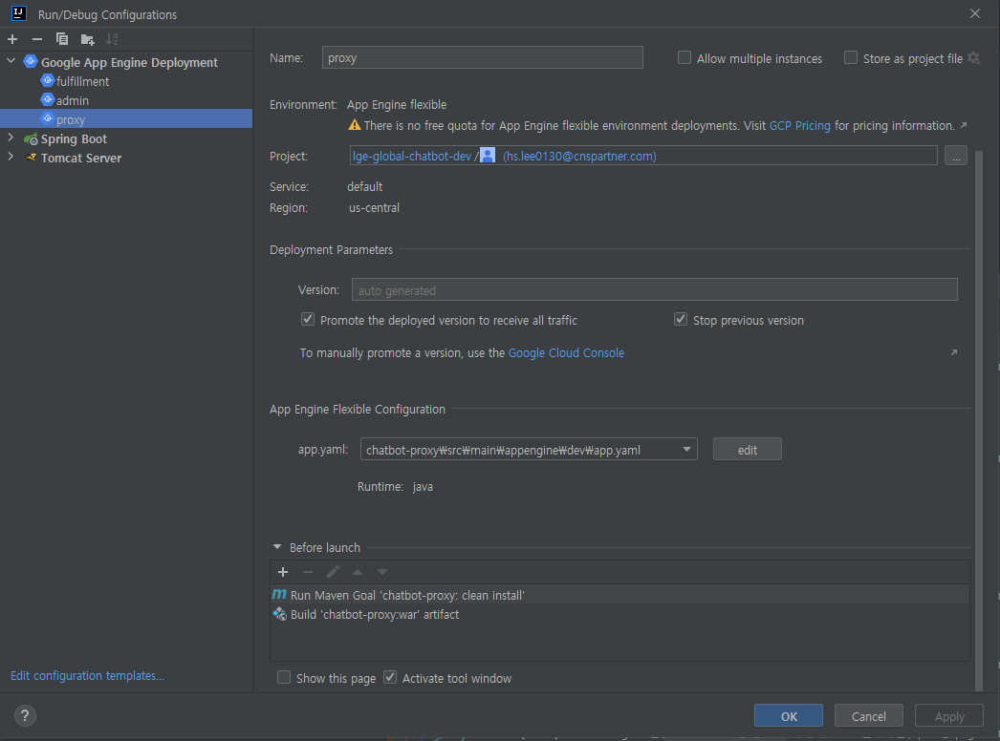 Run/Debug Configurations
Google App Engine Deployment
fulfillment
admin
proxy
Spring Boot
Tomcat Server
Edit configuration templates...
Name: proxy
Allow multiple instances
Store as project file
Environment: App Engine flexible
There is no free quota for App Engine flexible environment deployments. Visit GCP Pricing for pricing information.
Project: lge-global-chatbot-dev / (hs.lee0130@cnspartner.com) ...
Service: default
Region: us-central
Deployment Parameters
Version: auto generated
Promote the deployed version to receive all traffic
Stop previous version
To manually promote a version, use the Google Cloud Console
App Engine Flexible Configuration
app.yaml: chatbot-proxy₩src₩main₩appengine₩dev₩app.yaml edit
Runtime: java
Before launch
Run Maven Goal 'chatbot-proxy: clean install'
Build 'chatbot-proxy:war' artifact
Show this page Activate tool window
? OK Cancel Apply